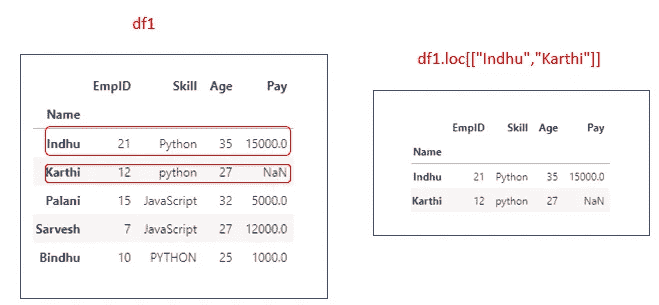 df1
EmpID Skill Age Pay
Name
Indhu 21 Python 35 15000.0
Karthi 12 python 27 NaN
Palani 15 JavaScript 32 5000.0
Sarvesh 7 JavaScript 27 12000.0
Bindhu 10 PYTHON 25 1000.0
df1.loc[["Indhu","Karthi"]]
EmpID Skill Age Pay
Name
Indhu 21 Python 35 15000.0
Karthi 12 python 27 NaN